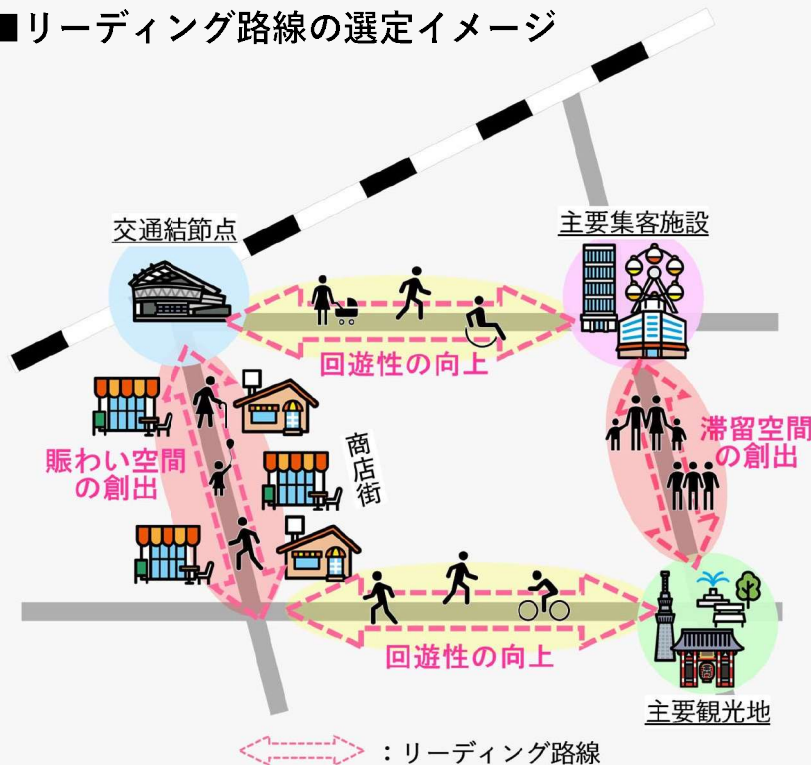 ■リーディング路線の選定イメージ
交通結節点
主要集客施設
回遊性の向上
賑わい空間
の創出
商店街
滞留空間
の創出
回遊性の向上
主要観光地
：リーディング路線